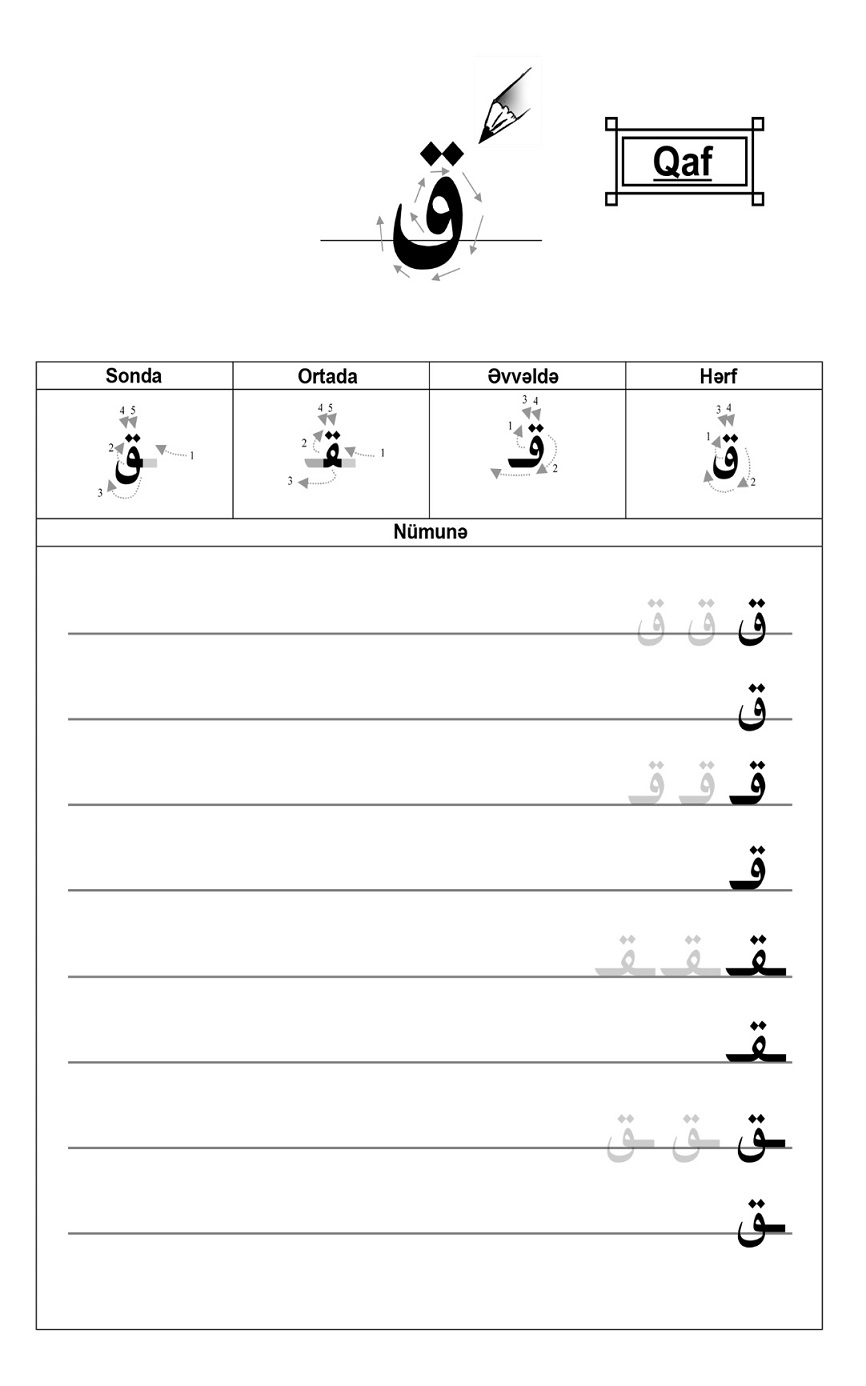 ق
Qaf
Sonda Ortada Əvvəldə Hərf
4 5 4 5 3 4 3 4
2 1 2 1 1 1
3 3 2 2
ـق ـقـ قـ ق
Nümunə
ق ق ق
ق
قـ قـ قـ
قـ
ـقـ ـقـ ـقـ
ـقـ
ـق ـق ـق
ـق